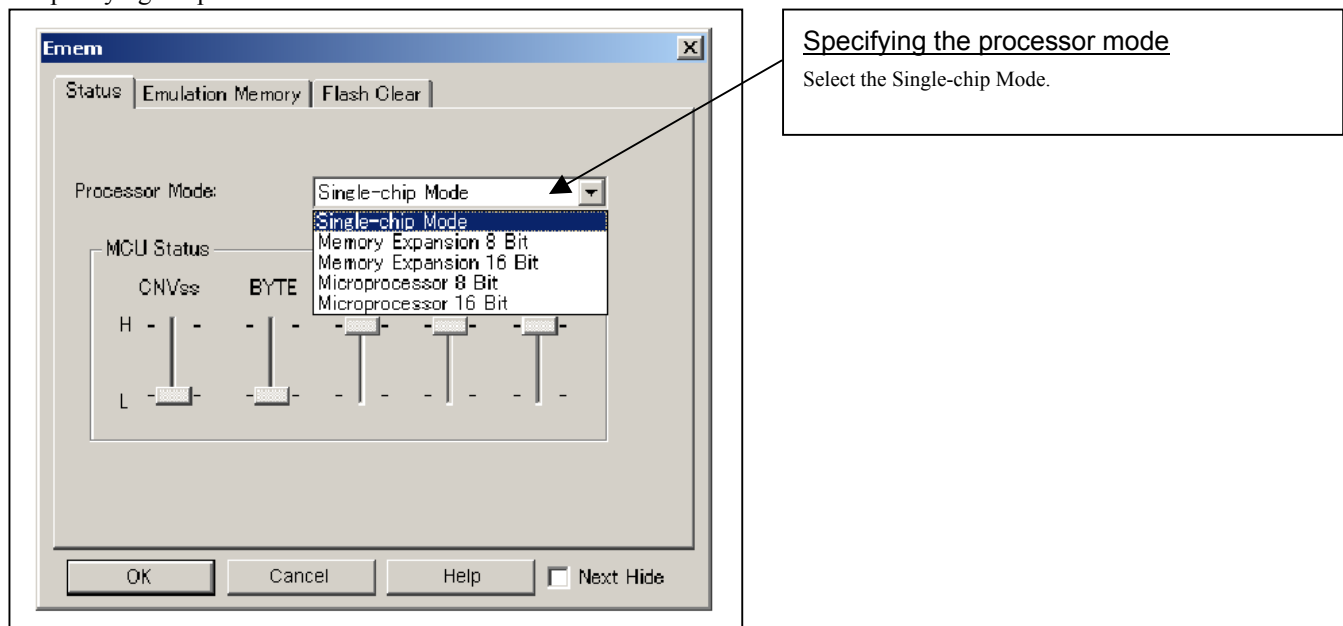 Emem
Status
Emulation Memory
Flash Clear
Processor Mode:
Single-chip Mode
Single-chip Mode
Memory Expansion 8 Bit
Memory Expansion 16 Bit
Microprocessor 8 Bit
Microprocessor 16 Bit
MCU Status
CNVss
BYTE
H
L
OK
Cancel
Help
Next Hide
Specifying the processor mode
Select the Single-chip Mode.